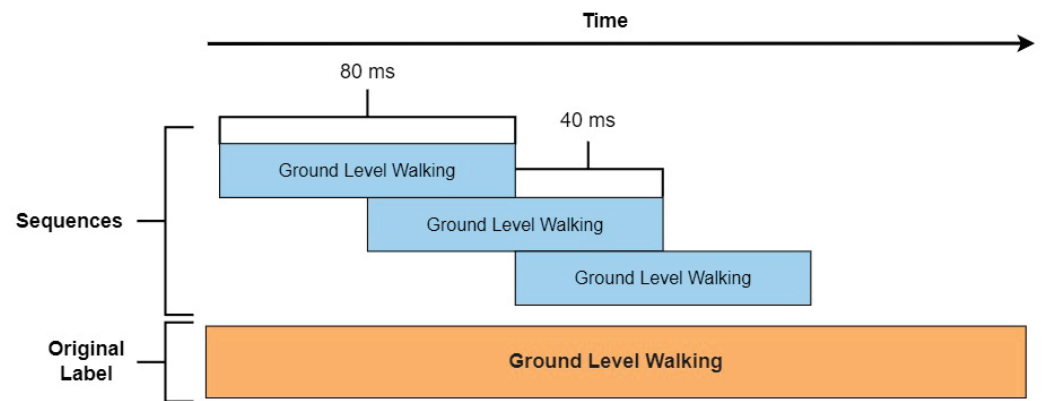 Time
80 ms
40 ms
Ground Level Walking
Sequences
Ground Level Walking
Ground Level Walking
Original
Label
Ground Level Walking